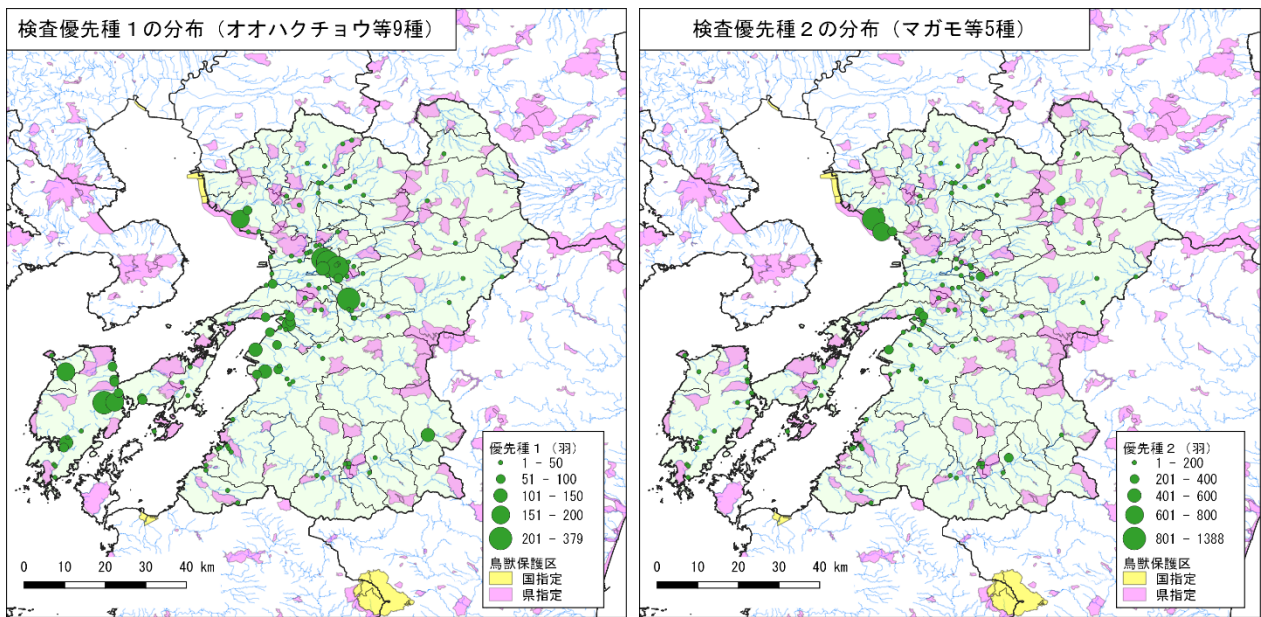 検査優先種１の分布（オオハクチョウ等9種）
優先種１（羽）
1 - 50
51 - 100
101 - 150
151 - 200
201 - 379
鳥獣保護区
国指定
県指定
0 10 20 30 40 km
検査優先種２の分布（マガモ等5種）
優先種２（羽）
1 - 200
201 - 400
401 - 600
601 - 800
801 - 1388
鳥獣保護区
国指定
県指定
0 10 20 30 40 km